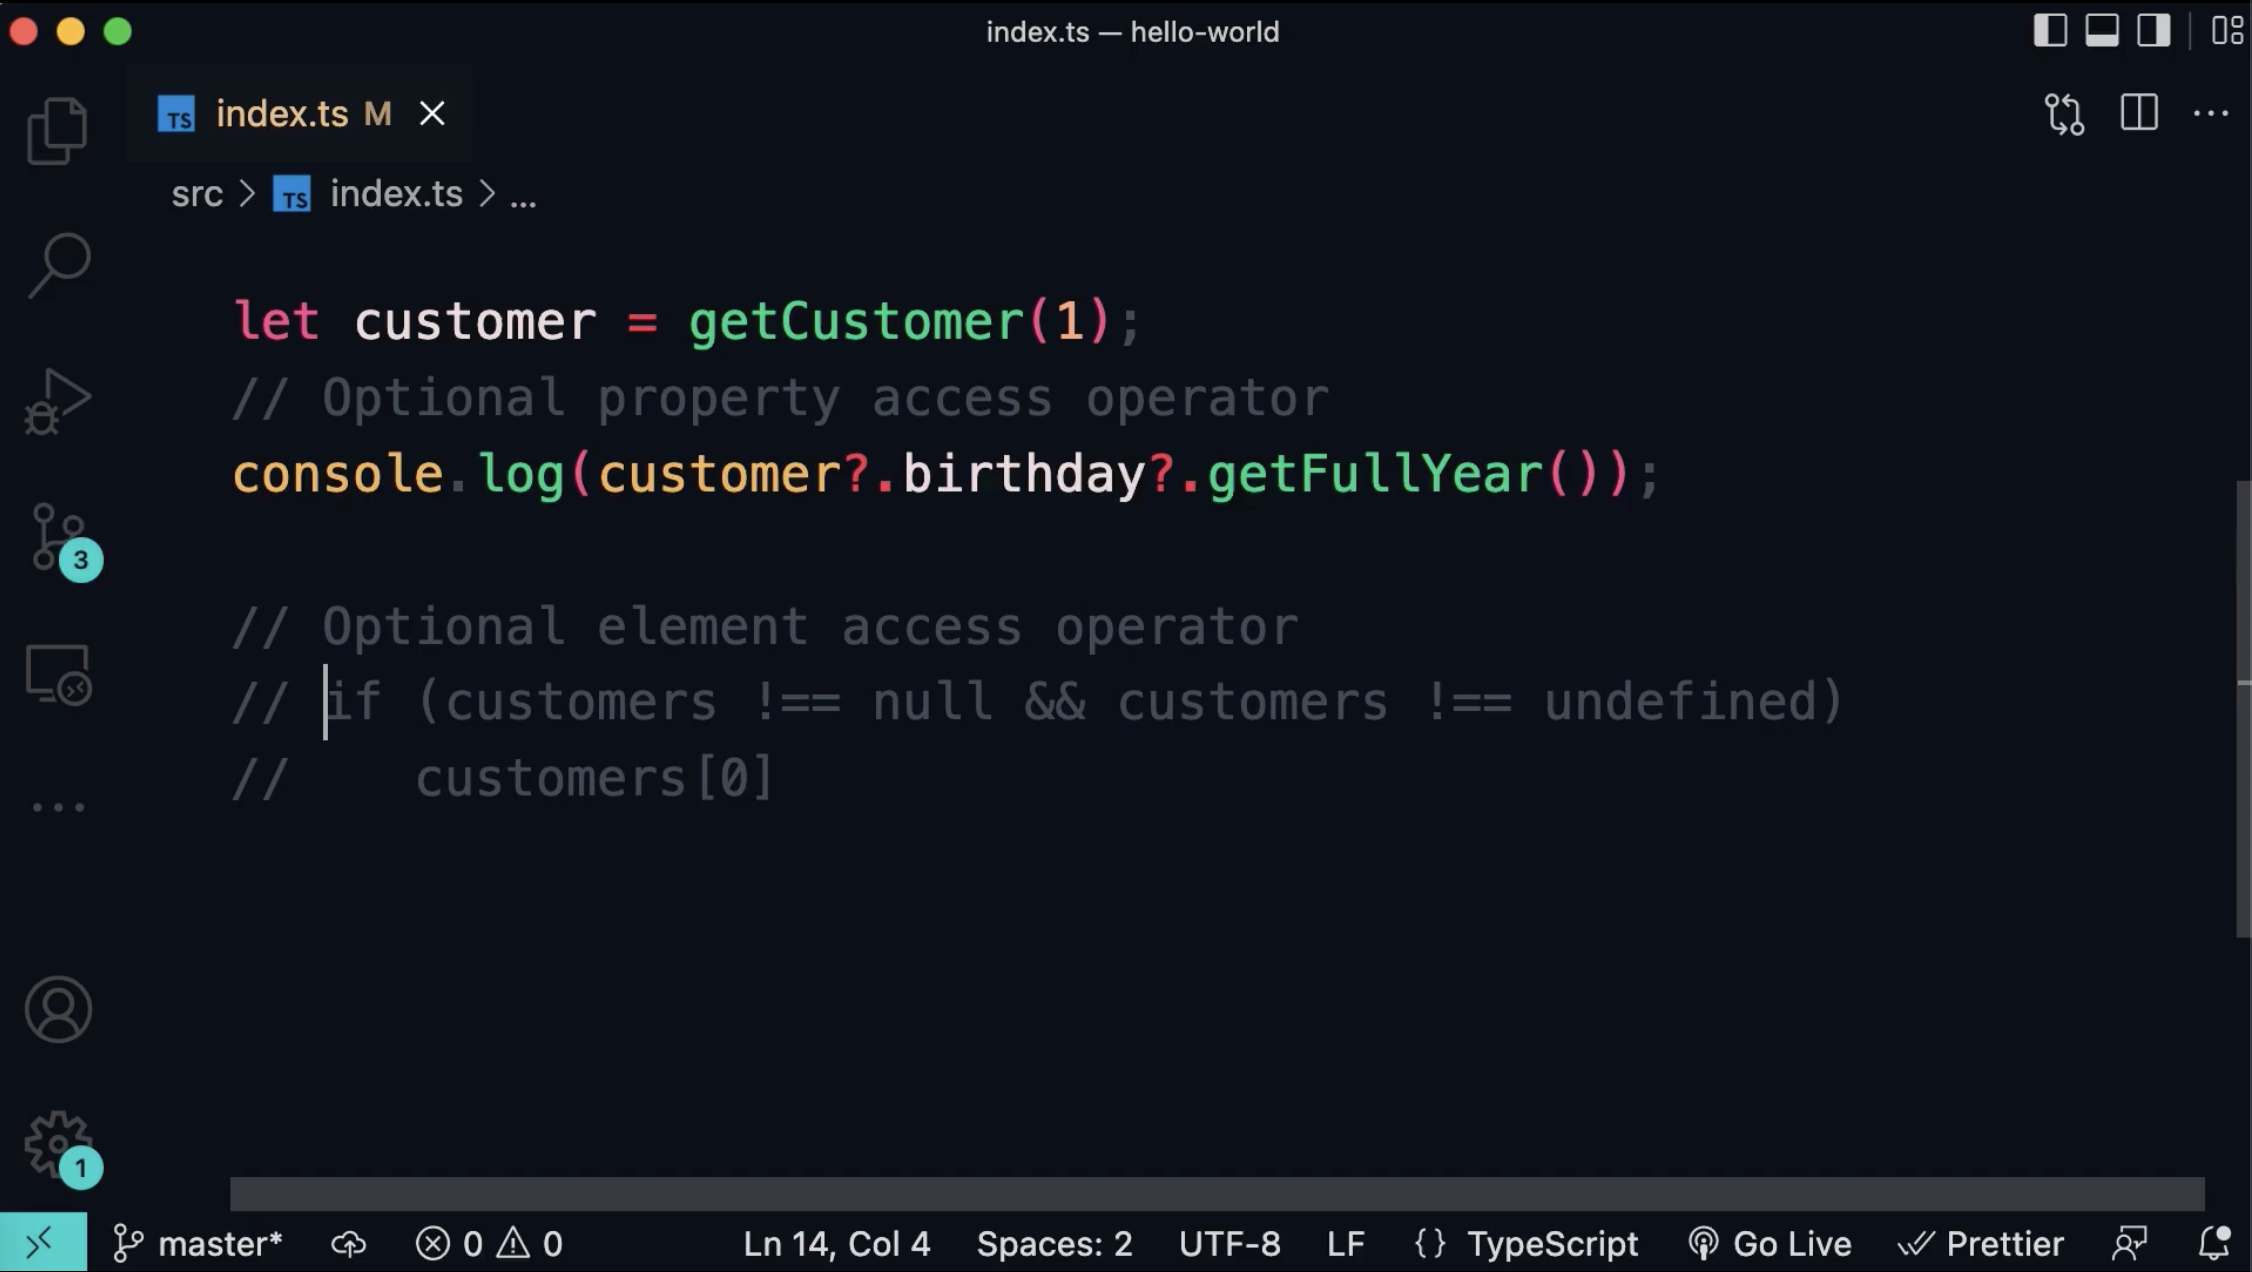 index.ts — hello-world
TS index.ts M
src > TS index.ts > ...
let customer = getCustomer(1);
// Optional property access operator
console.log(customer?.birthday?.getFullYear());
// Optional element access operator
// if (customers !== null && customers !== undefined)
//    customers[0]
3
1
master* 0 0 Ln 14, Col 4 Spaces: 2 UTF-8 LF {} TypeScript Go Live Prettier